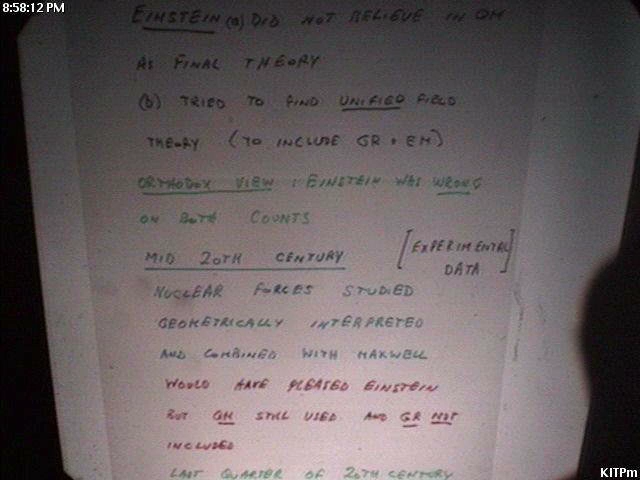 8:58:12 PM
EINSTEIN (a) DID NOT BELIEVE IN QM
AS FINAL THEORY
(b) TRIED TO FIND UNIFIED FIELD
THEORY (TO INCLUDE GR + EM)
ORTHODOX VIEW : EINSTEIN WAS WRONG
ON BOTH COUNTS
MID 20TH CENTURY [EXPERIMENTAL
DATA]
NUCLEAR FORCES STUDIED
GEOMETRICALLY INTERPRETED
AND COMBINED WITH MAXWELL
WOULD HAVE PLEASED EINSTEIN
BUT QM STILL USED AND GR NOT
INCLUDED
LAST QUARTER OF 20TH CENTURY
KITPm